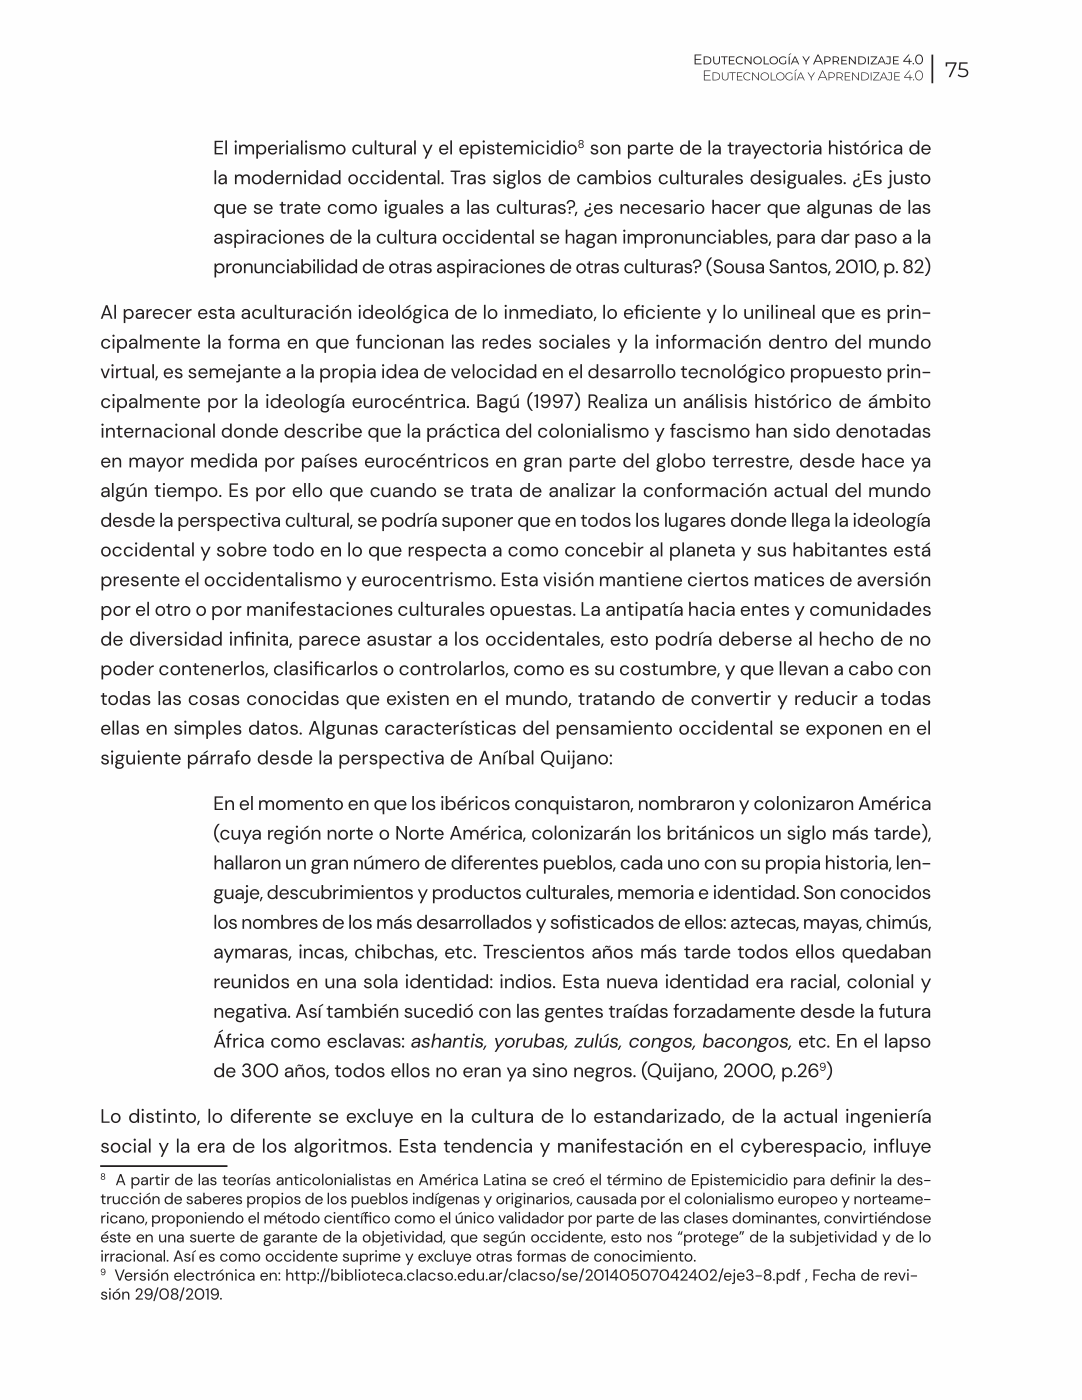 Edutecnología y Aprendizaje 4.0
Edutecnología y Aprendizaje 4.0
75
El imperialismo cultural y el epistemicidio⁸ son parte de la trayectoria histórica de
la modernidad occidental. Tras siglos de cambios culturales desiguales. ¿Es justo
que se trate como iguales a las culturas?, ¿es necesario hacer que algunas de las
aspiraciones de la cultura occidental se hagan impronunciables, para dar paso a la
pronunciabilidad de otras aspiraciones de otras culturas? (Sousa Santos, 2010, p. 82)
Al parecer esta aculturación ideológica de lo inmediato, lo eficiente y lo unilineal que es prin-
cipalmente la forma en que funcionan las redes sociales y la información dentro del mundo
virtual, es semejante a la propia idea de velocidad en el desarrollo tecnológico propuesto prin-
cipalmente por la ideología eurocéntrica. Bagú (1997) Realiza un análisis histórico de ámbito
internacional donde describe que la práctica del colonialismo y fascismo han sido denotadas
en mayor medida por países eurocéntricos en gran parte del globo terrestre, desde hace ya
algún tiempo. Es por ello que cuando se trata de analizar la conformación actual del mundo
desde la perspectiva cultural, se podría suponer que en todos los lugares donde llega la ideología
occidental y sobre todo en lo que respecta a como concebir al planeta y sus habitantes está
presente el occidentalismo y eurocentrismo. Esta visión mantiene ciertos matices de aversión
por el otro o por manifestaciones culturales opuestas. La antipatía hacia entes y comunidades
de diversidad infinita, parece asustar a los occidentales, esto podría deberse al hecho de no
poder contenerlos, clasificarlos o controlarlos, como es su costumbre, y que llevan a cabo con
todas las cosas conocidas que existen en el mundo, tratando de convertir y reducir a todas
ellas en simples datos. Algunas características del pensamiento occidental se exponen en el
siguiente párrafo desde la perspectiva de Aníbal Quijano:
En el momento en que los ibéricos conquistaron, nombraron y colonizaron América
(cuya región norte o Norte América, colonizarán los británicos un siglo más tarde),
hallaron un gran número de diferentes pueblos, cada uno con su propia historia, len-
guaje, descubrimientos y productos culturales, memoria e identidad. Son conocidos
los nombres de los más desarrollados y sofisticados de ellos: aztecas, mayas, chimús,
aymaras, incas, chibchas, etc. Trescientos años más tarde todos ellos quedaban
reunidos en una sola identidad: indios. Esta nueva identidad era racial, colonial y
negativa. Así también sucedió con las gentes traídas forzadamente desde la futura
África como esclavas: ashantis, yorubas, zulús, congos, bacongos, etc. En el lapso
de 300 años, todos ellos no eran ya sino negros. (Quijano, 2000, p.26⁹)
Lo distinto, lo diferente se excluye en la cultura de lo estandarizado, de la actual ingeniería
social y la era de los algoritmos. Esta tendencia y manifestación en el cyberespacio, influye
⁸ A partir de las teorías anticolonialistas en América Latina se creó el término de Epistemicidio para definir la des-
trucción de saberes propios de los pueblos indígenas y originarios, causada por el colonialismo europeo y norteame-
ricano, proponiendo el método científico como el único validador por parte de las clases dominantes, convirtiéndose
éste en una suerte de garante de la objetividad, que según occidente, esto nos “protege” de la subjetividad y de lo
irracional. Así es como occidente suprime y excluye otras formas de conocimiento.
⁹ Versión electrónica en: http://biblioteca.clacso.edu.ar/clacso/se/20140507042402/eje3-8.pdf , Fecha de revi-
sión 29/08/2019.